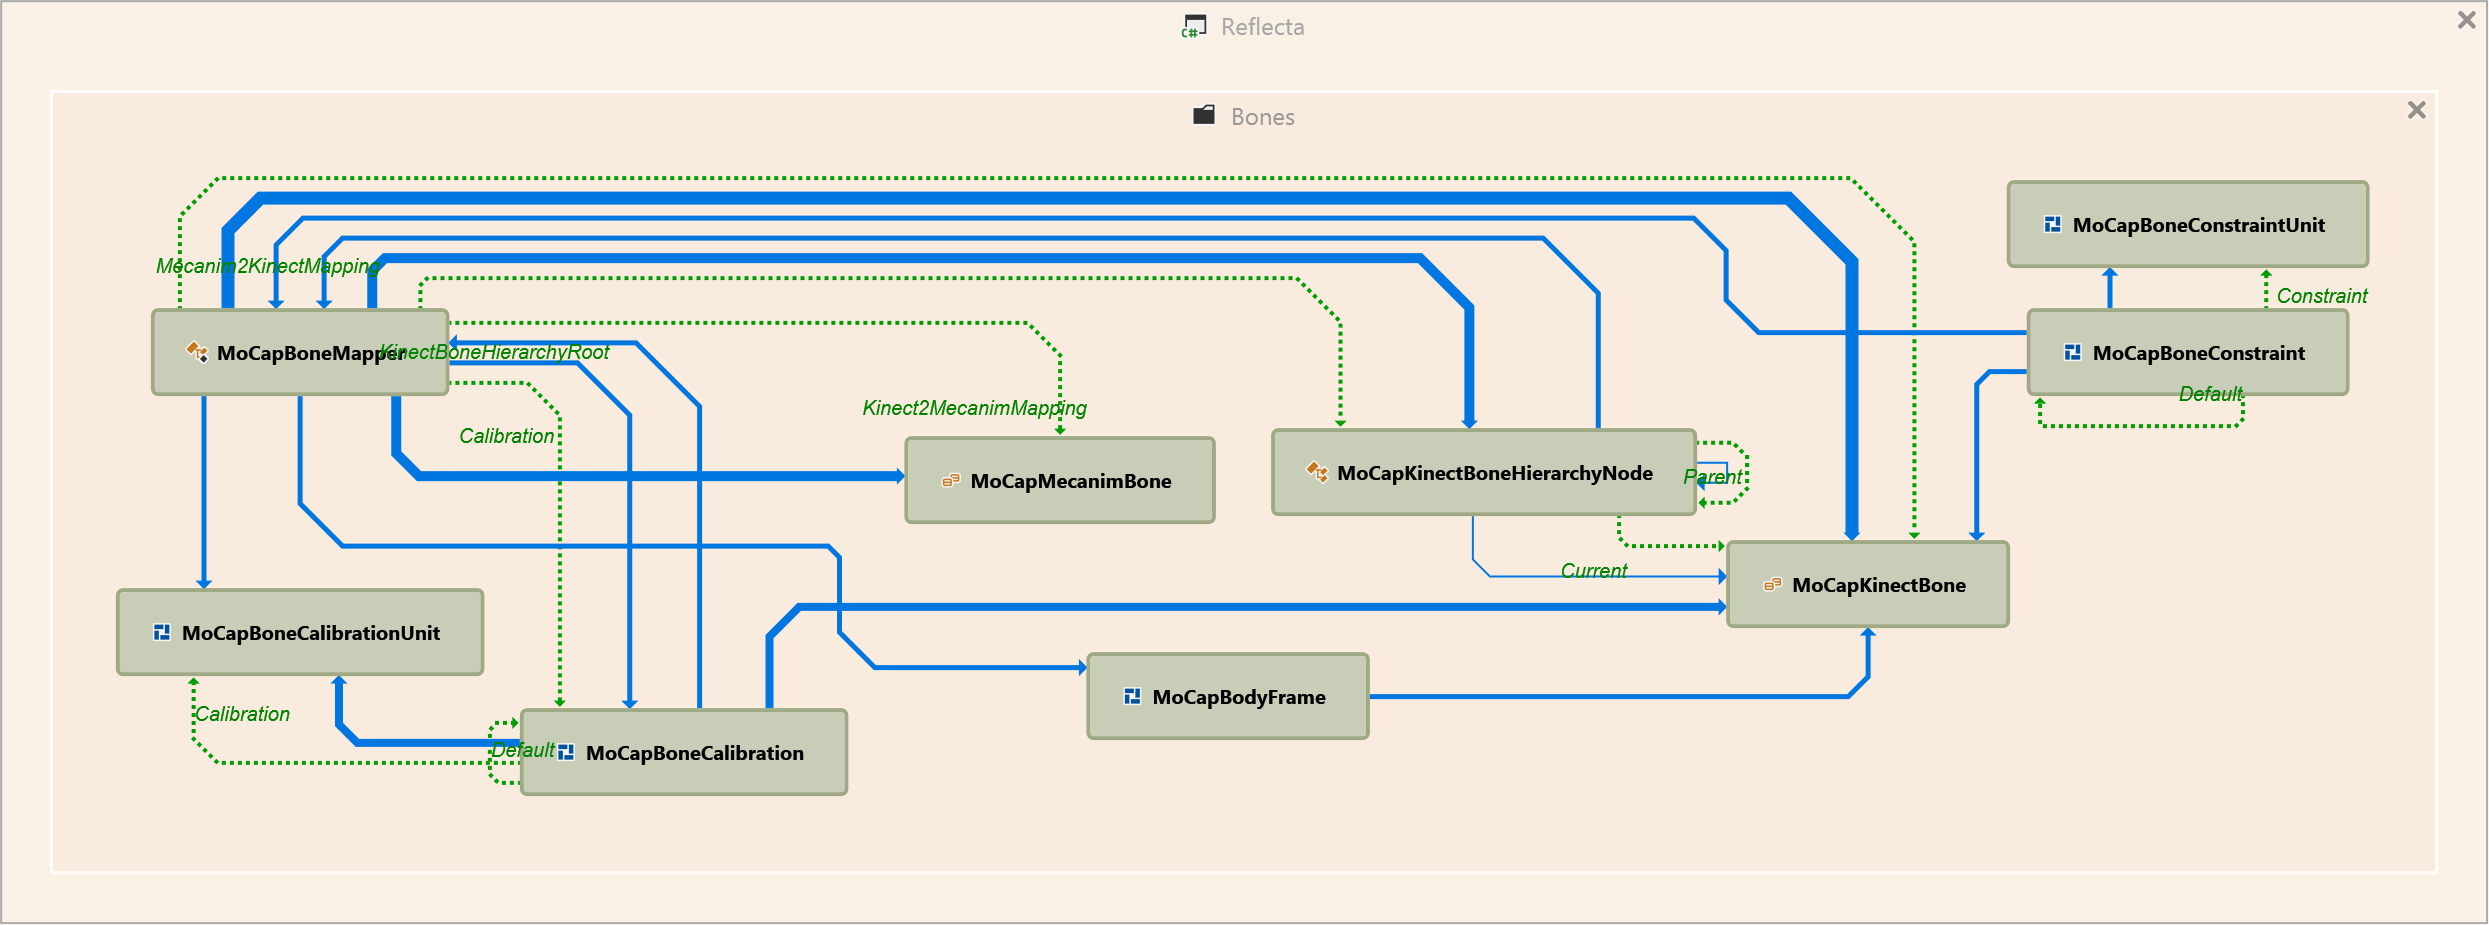 C# Reflecta
Bones
MoCapBoneConstraintUnit
Mecanim2KinectMapping
Constraint
MoCapBoneMapper
KinectBoneHierarchyRoot
MoCapBoneConstraint
Default
Kinect2MecanimMapping
Calibration
MoCapMecanimBone
MoCapKinectBoneHierarchyNode
Parent
Current
MoCapKinectBone
MoCapBoneCalibrationUnit
MoCapBodyFrame
Calibration
Default
MoCapBoneCalibration